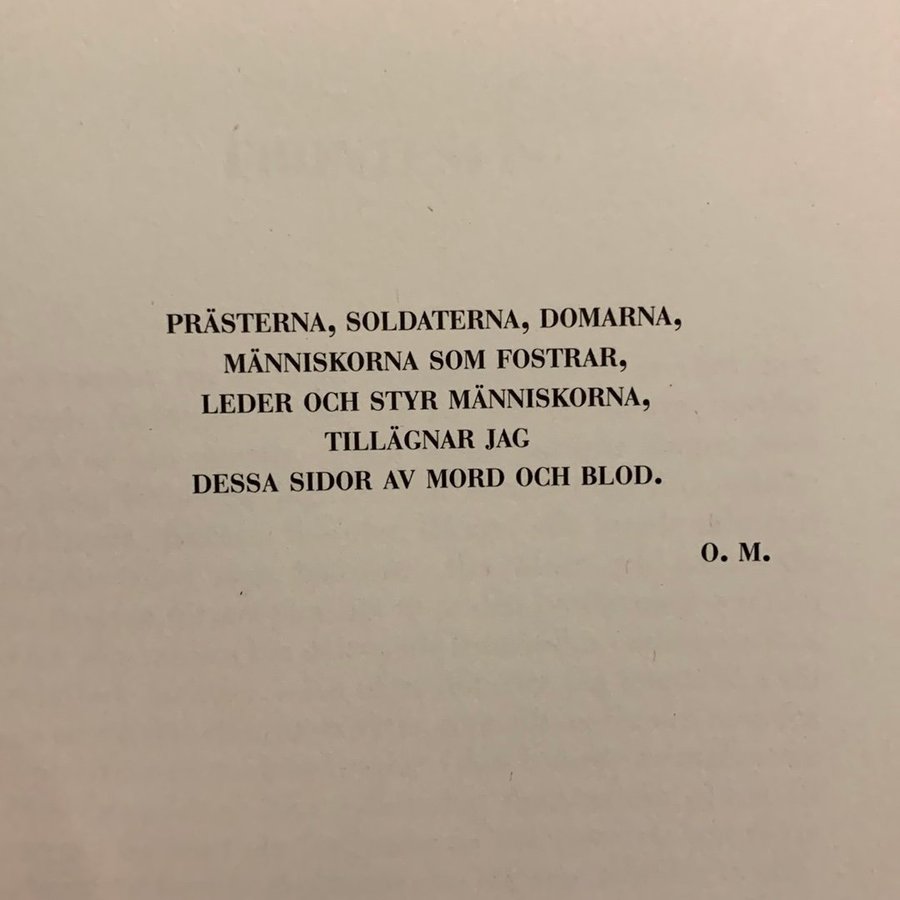 PRÄSTERNA, SOLDATERNA, DOMARNA,
MÄNNISKORNA SOM FOSTRAR,
LEDER OCH STYR MÄNNISKORNA,
TILLÄGNAR JAG
DESSA SIDOR AV MORD OCH BLOD.
O. M.